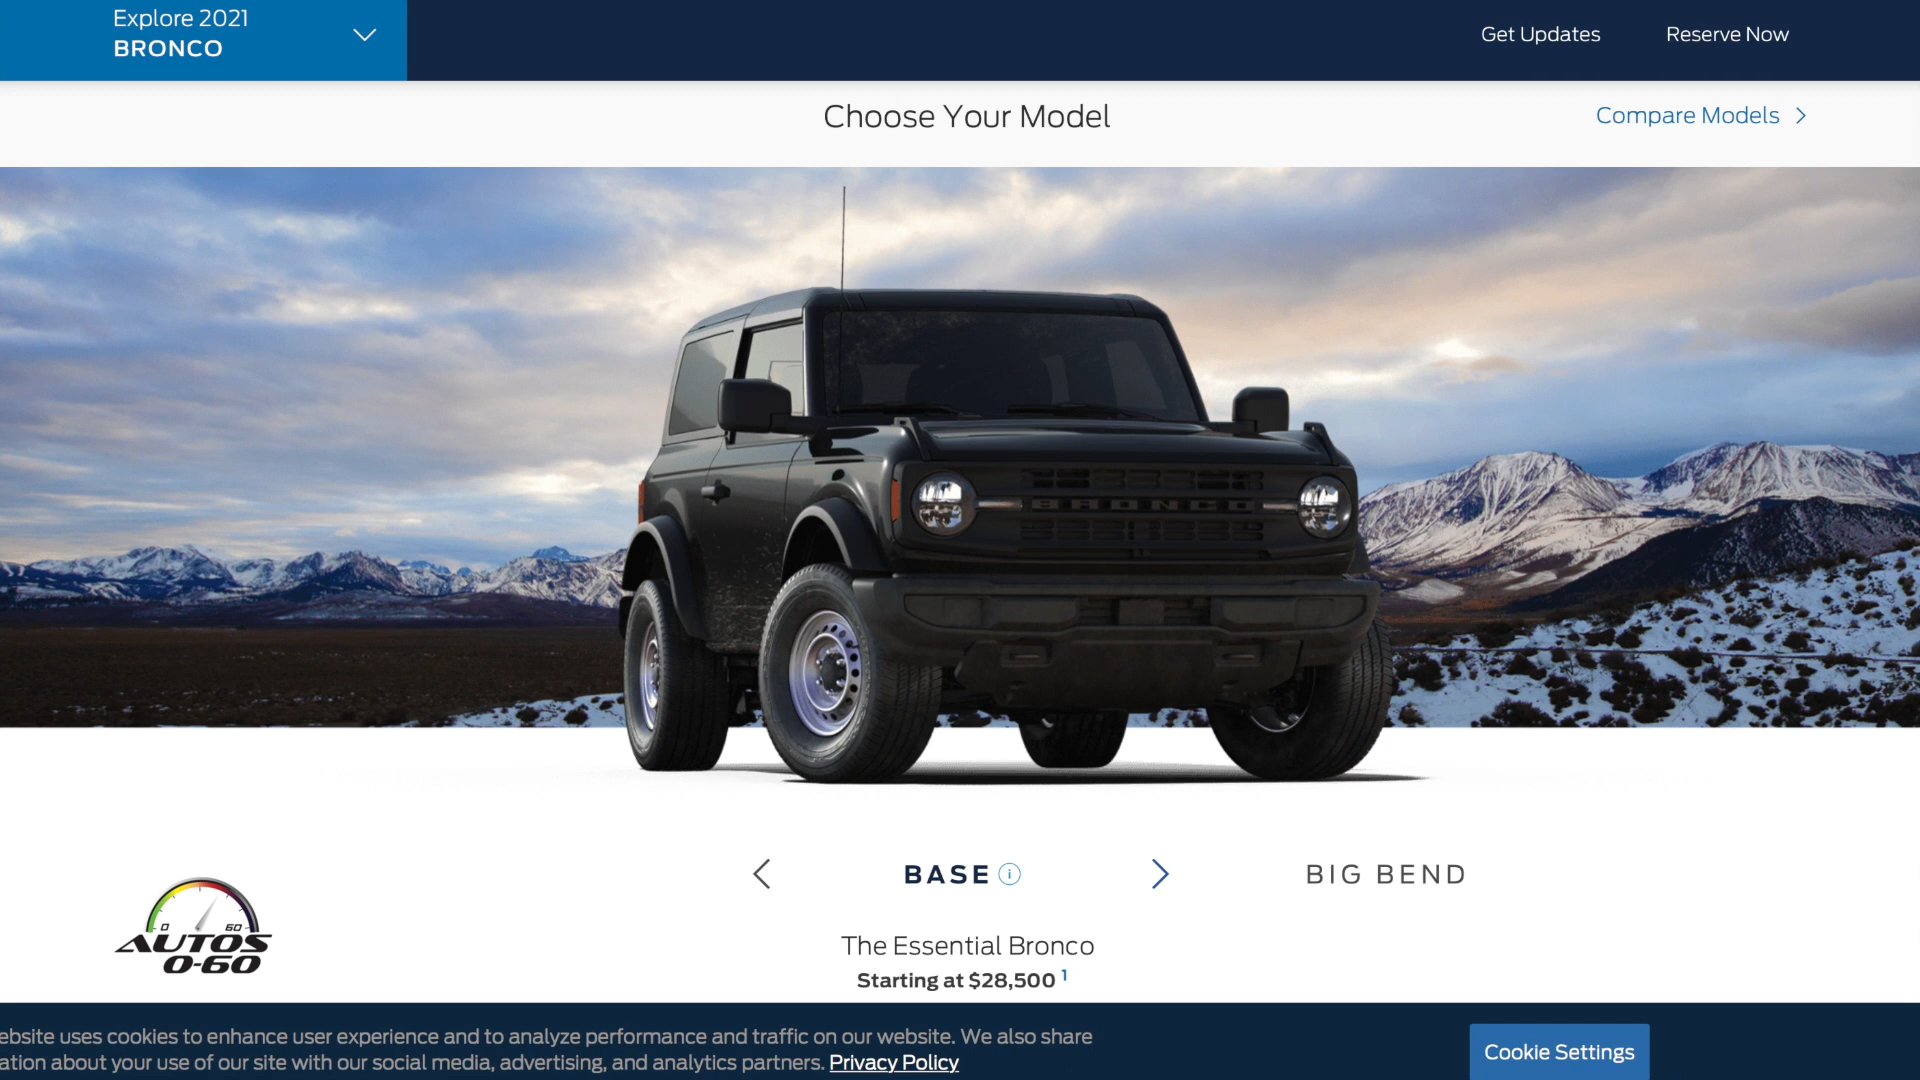 Explore 2021
BRONCO
Get Updates
Reserve Now
Choose Your Model
Compare Models
BRONCO
BASE
BIG BEND
0 60
AUTOS
0-60
The Essential Bronco
Starting at $28,500 1
ebsite uses cookies to enhance user experience and to analyze performance and traffic on our website. We also share
ation about your use of our site with our social media, advertising, and analytics partners. Privacy Policy
Cookie Settings